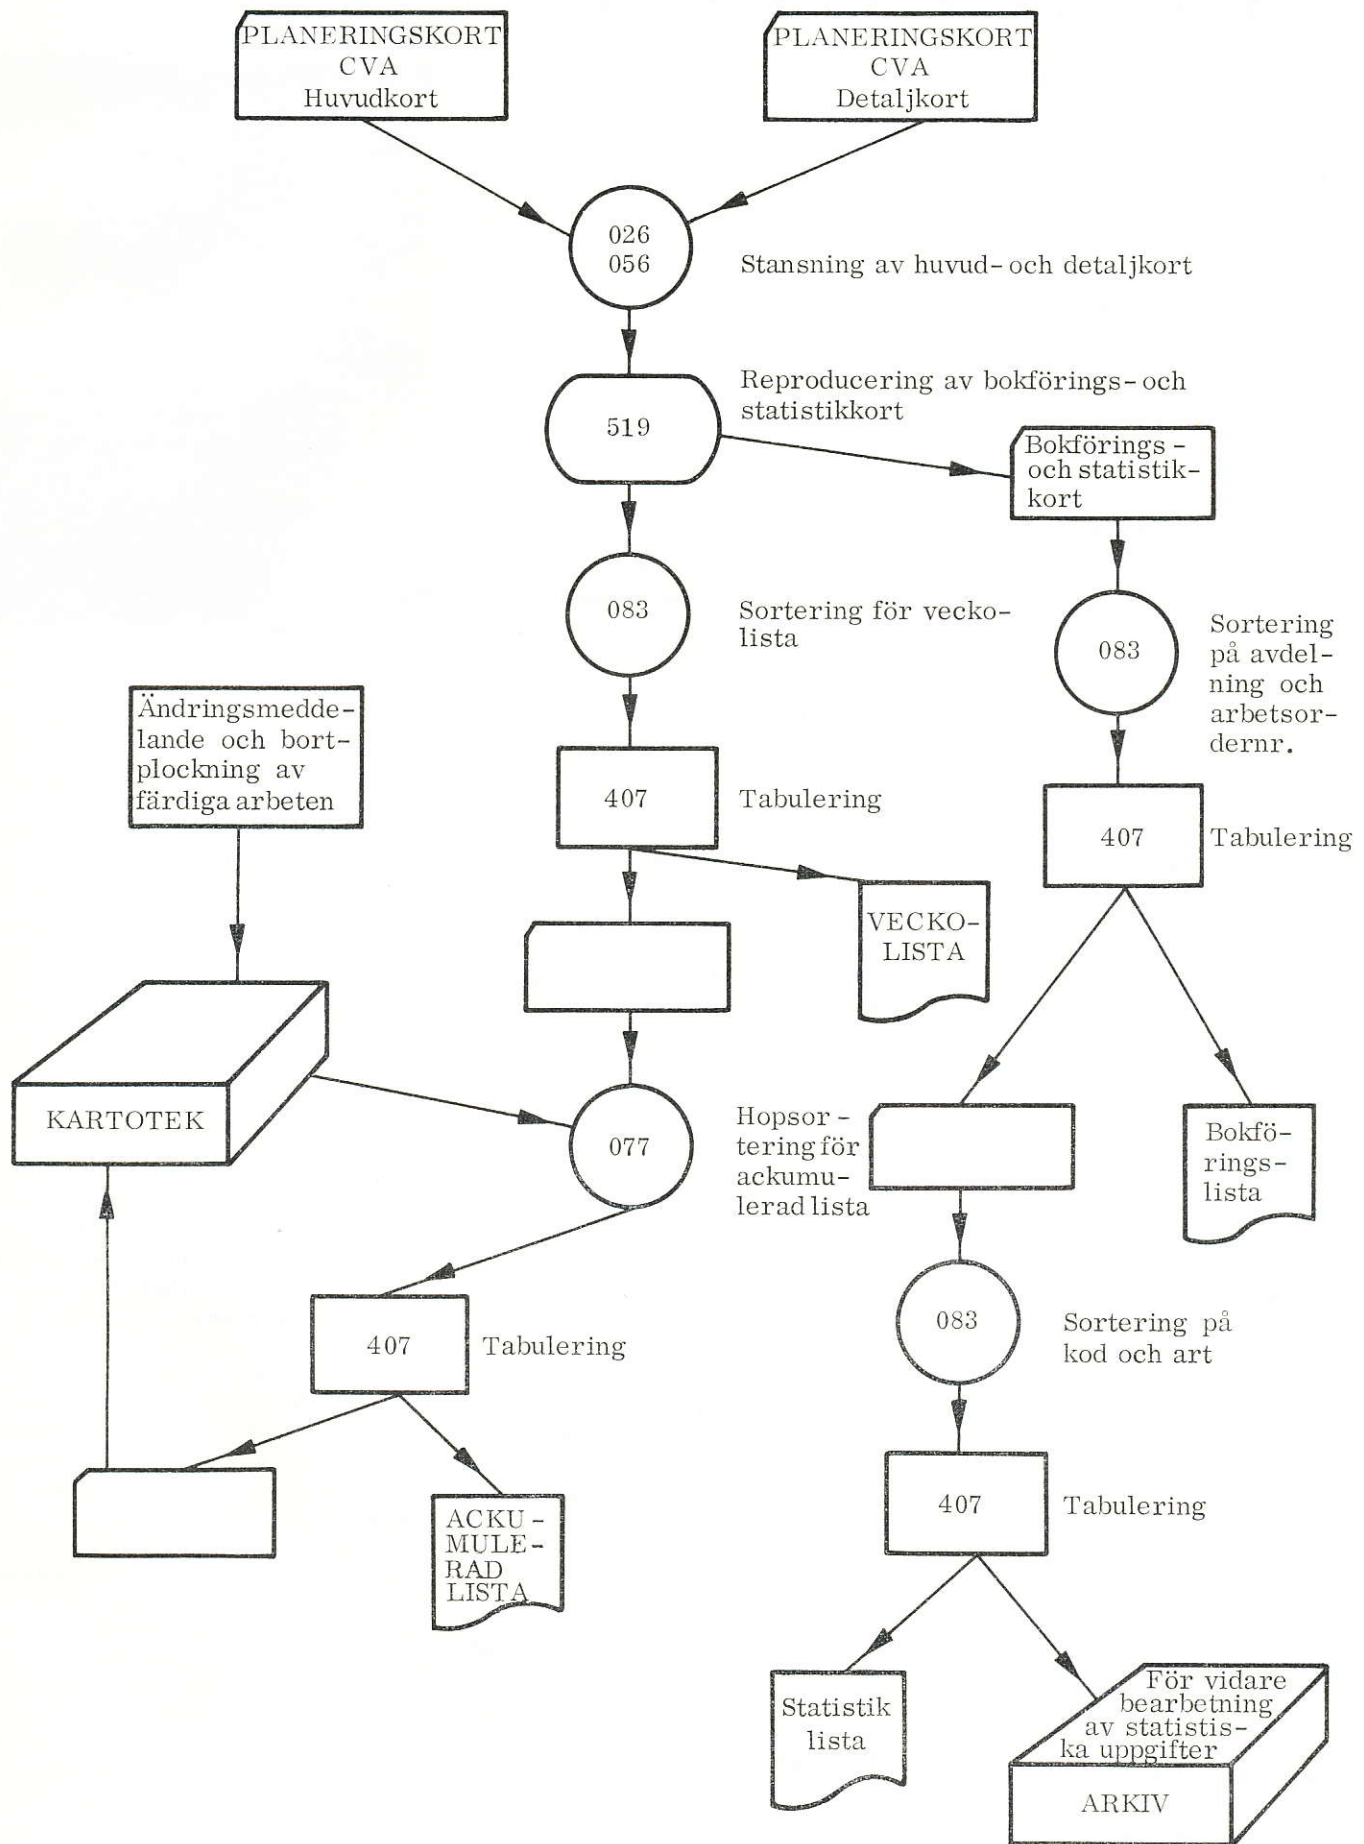 PLANERINGSKORT
CVA
Huvudkort
PLANERINGSKORT
CVA
Detaljkort
026
056
Stansning av huvud- och detaljkort
519
Reproducering av bokförings- och
statistikkort
Bokförings-
och statistik-
kort
083
Sortering för vecko-
lista
083
Sortering
på avdel-
ning och
arbetsor-
dernr.
Ändringsmedde-
lande och bort-
plockning av
färdiga arbeten
407
Tabulering
407
Tabulering
VECKO-
LISTA
KARTOTEK
077
Hopsor-
tering för
ackumu-
lerad lista
Bokfö-
rings-
lista
407
Tabulering
083
Sortering på
kod och art
ACKU-
MULE-
RAD
LISTA
407
Tabulering
Statistik
lista
För vidare
bearbetning
av statistis-
ka uppgifter
ARKIV